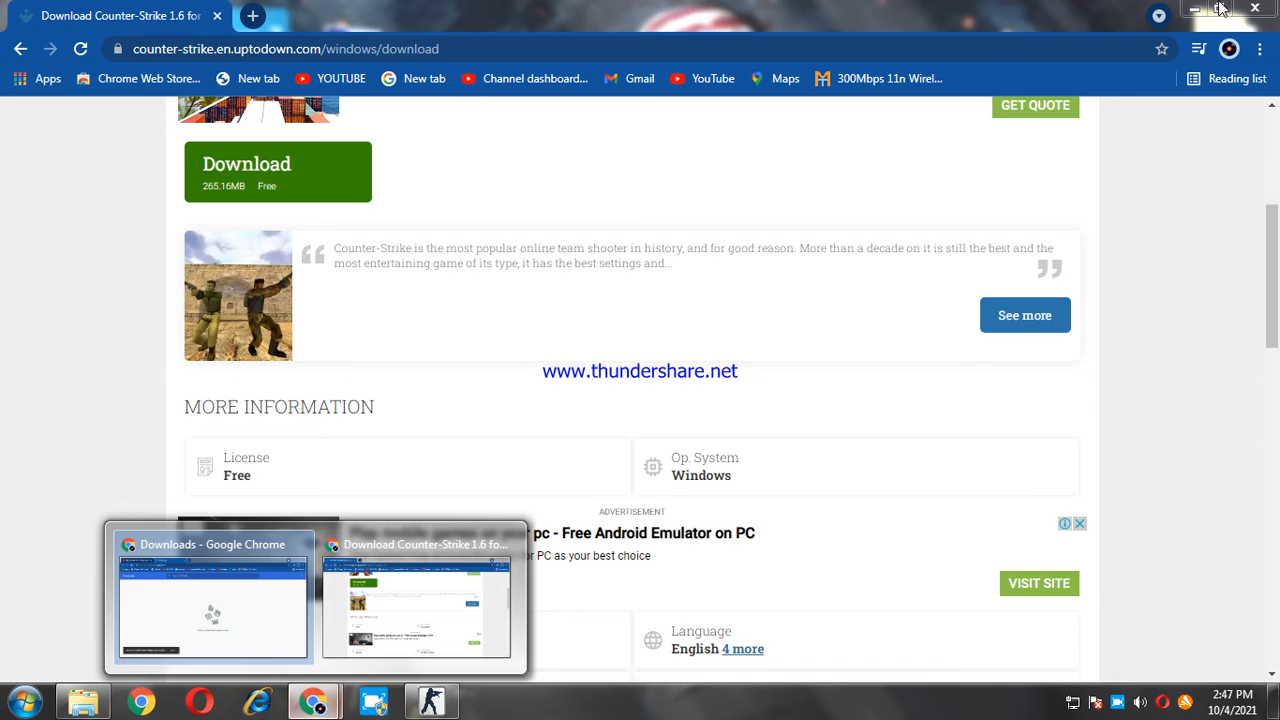 Download Counter-Strike 1.6 for
counter-strike.en.uptodown.com/windows/download
Apps
Chrome Web Store...
New tab
YOUTUBE
New tab
Channel dashboard...
Gmail
YouTube
Maps
300Mbps 11n Wirel...
Reading list
GET QUOTE
Download
265.16MB Free
Counter-Strike is the most popular online team shooter in history, and for good reason. More than a decade on it is still the best and the
most entertaining game of its type, it has the best settings and...
See more
www.thundershare.net
MORE INFORMATION
License
Free
Op. System
Windows
ADVERTISEMENT
pc - Free Android Emulator on PC
or PC as your best choice
VISIT SITE
Downloads - Google Chrome
Download Counter-Strike 1.6 fo...
Language
English 4 more
2:47 PM
10/4/2021